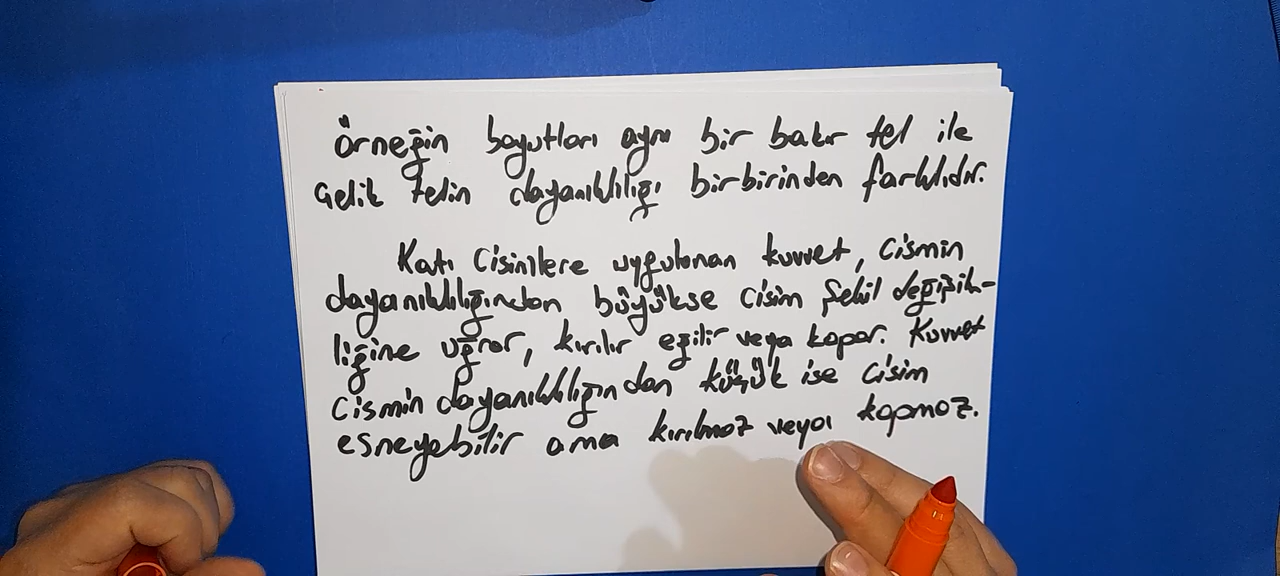 Örneğin boyutları aynı bir bakır tel ile
çelik telin dayanıklılığı birbirinden farklıdır.
Katı cisimlere uygulanan kuvvet, cismin
dayanıklılığından büyükse cisim şekil değişik-
liğine uğrar, kırılır eğilir veya kopar. Kuvvet
cismin dayanıklılığından küçük ise cisim
esneyebilir ama kırılmaz veya kopmaz.